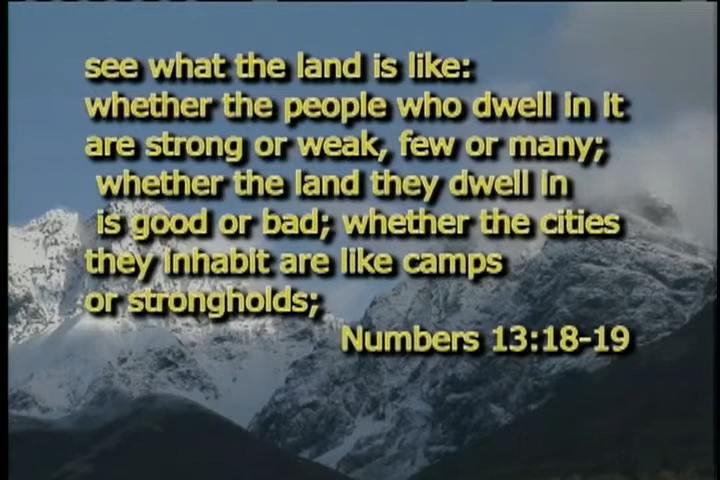 see what the land is like:
whether the people who dwell in it
are strong or weak, few or many;
whether the land they dwell in
is good or bad; whether the cities
they inhabit are like camps
or strongholds;
Numbers 13:18-19